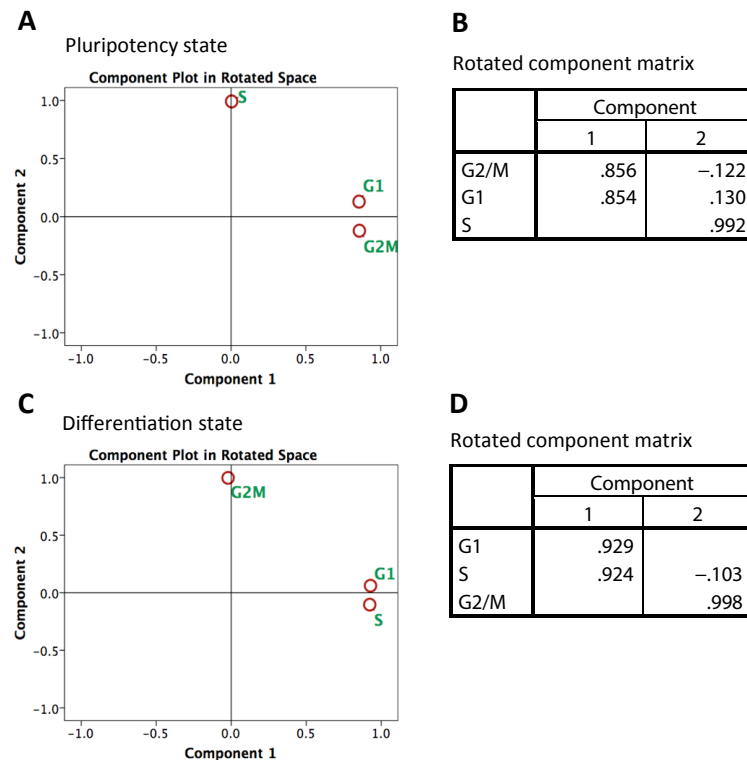 A
Pluripotency state
Component Plot in Rotated Space
1.0
0.5
0.0
−0.5
−1.0
Component 2
S
G1
G2M
−1.0 −0.5 0.0 0.5 1.0
Component 1
B
Rotated component matrix
Component
1 2
G2/M .856 −.122
G1 .854 .130
S .992
C
Differentiation state
Component Plot in Rotated Space
1.0
0.5
0.0
−0.5
−1.0
Component 2
G2M
G1
S
−1.0 −0.5 0.0 0.5 1.0
Component 1
D
Rotated component matrix
Component
1 2
G1 .929
S .924 −.103
G2/M .998